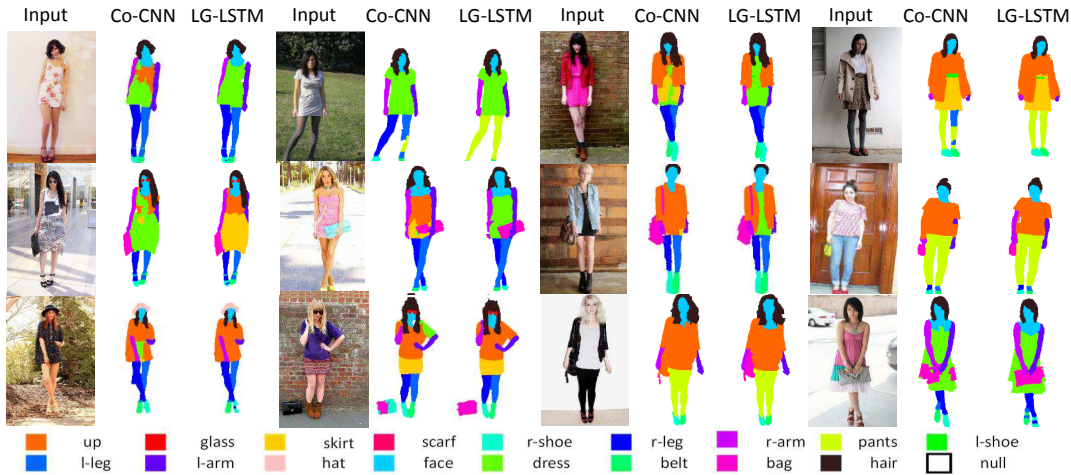 Input Co-CNN LG-LSTM Input Co-CNN LG-LSTM Input Co-CNN LG-LSTM Input Co-CNN LG-LSTM
up glass skirt scarf r-shoe r-leg r-arm pants l-shoe
l-leg l-arm hat face dress belt bag hair null